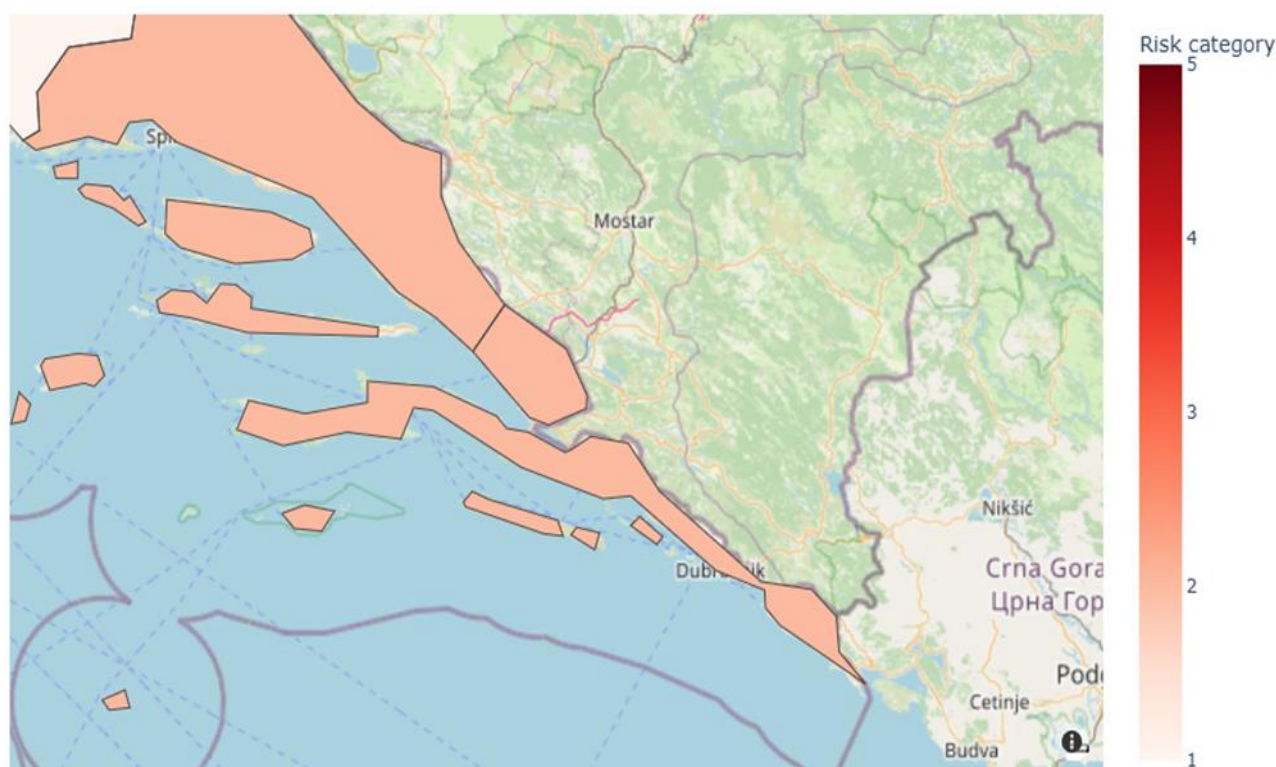 Risk category
5
4
3
2
1
Mostar
Nikšić
Crna Gora
Црна Гор
Cetinje
Budva